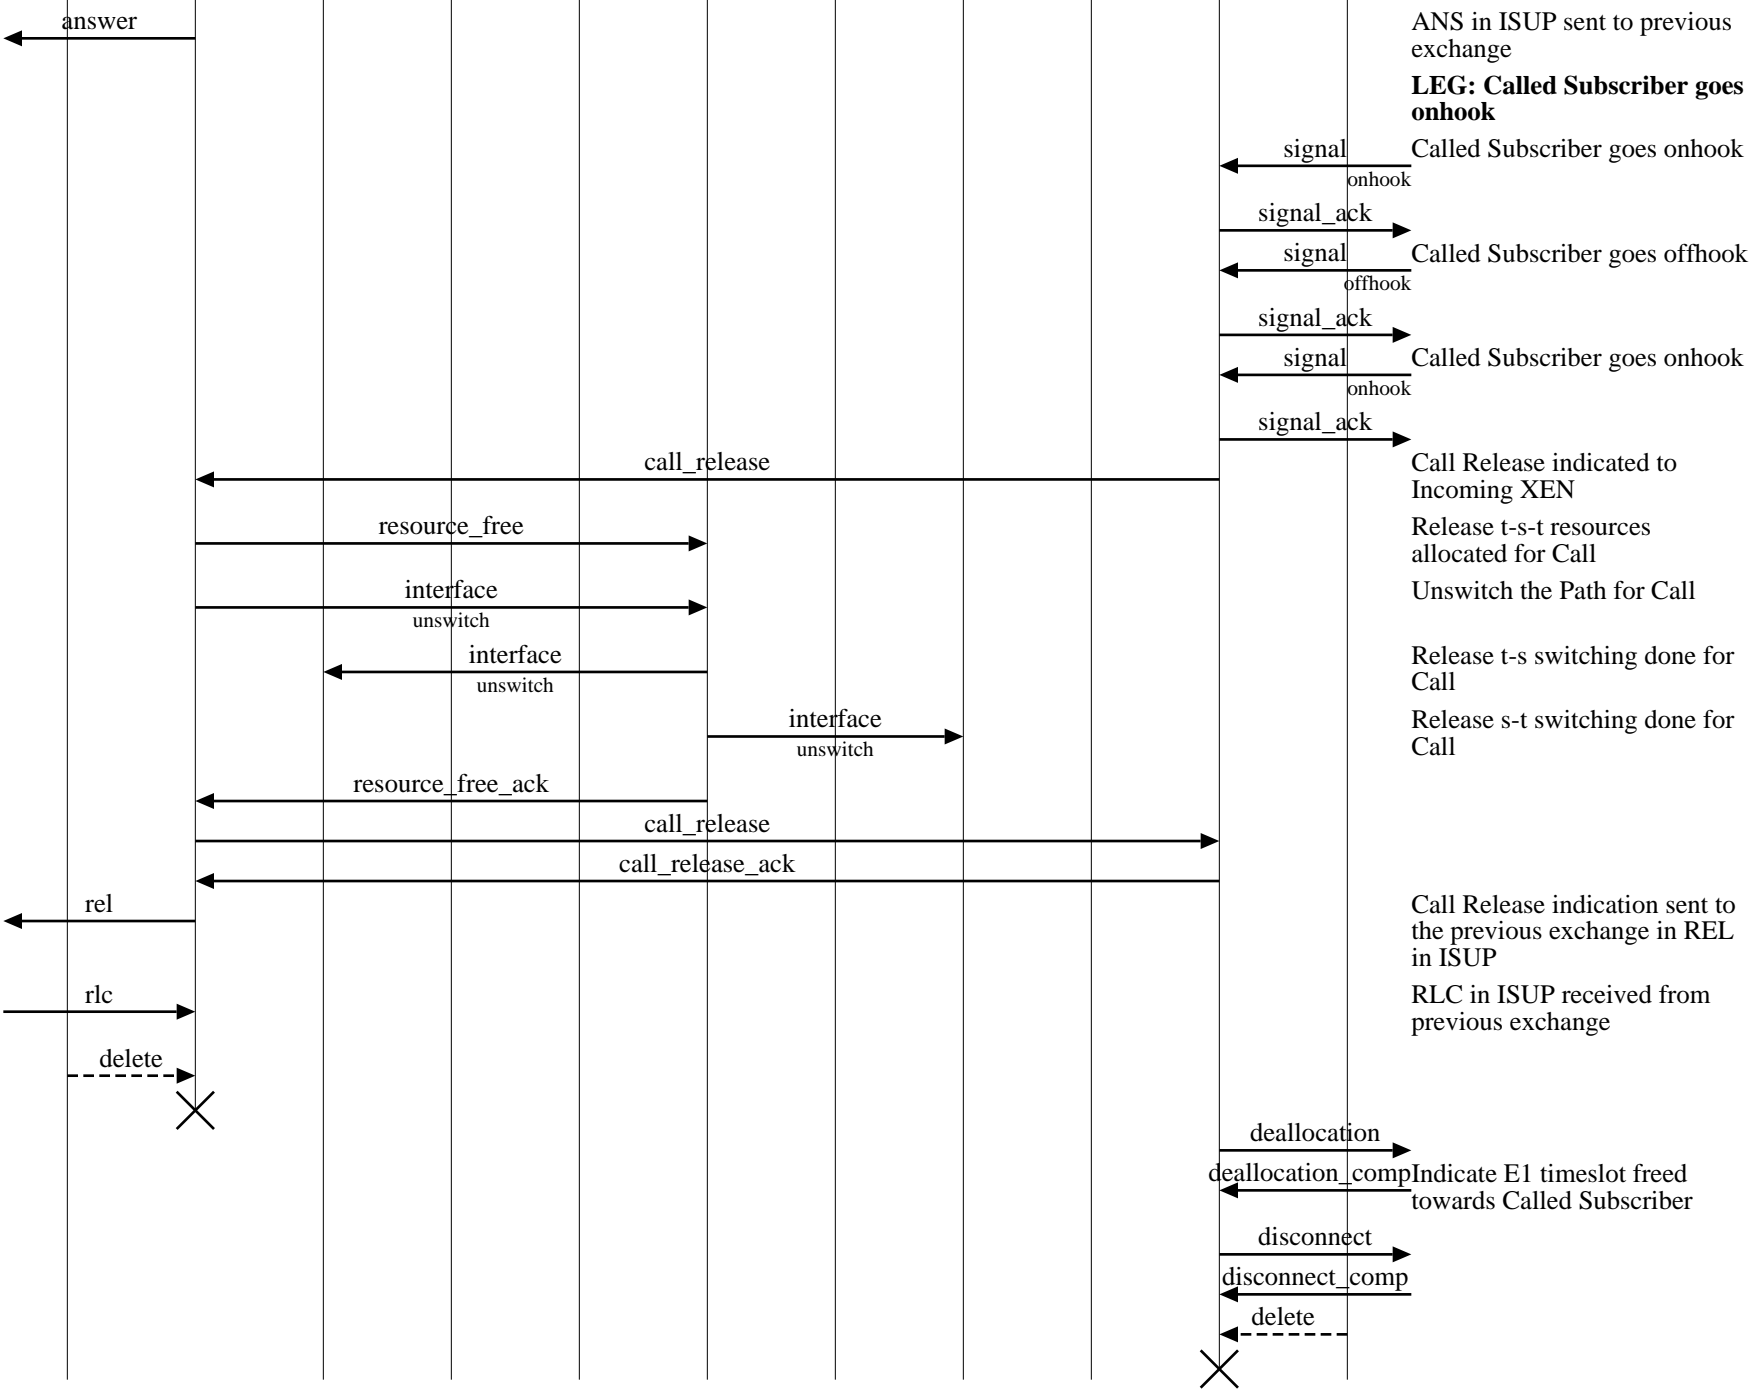 answer
ANS in ISUP sent to previous
exchange
LEG: Called Subscriber goes
onhook
signal
Called Subscriber goes onhook
onhook
signal_ack
signal
Called Subscriber goes offhook
offhook
signal_ack
signal
Called Subscriber goes onhook
onhook
signal_ack
call_release
Call Release indicated to
Incoming XEN
resource_free
Release t-s-t resources
allocated for Call
interface
Unswitch the Path for Call
unswitch
interface
Release t-s switching done for
Call
unswitch
interface
Release s-t switching done for
Call
unswitch
resource_free_ack
call_release
call_release_ack
rel
Call Release indication sent to
the previous exchange in REL
in ISUP
rlc
RLC in ISUP received from
previous exchange
delete
deallocation
deallocation_comp
Indicate E1 timeslot freed
towards Called Subscriber
disconnect
disconnect_comp
delete